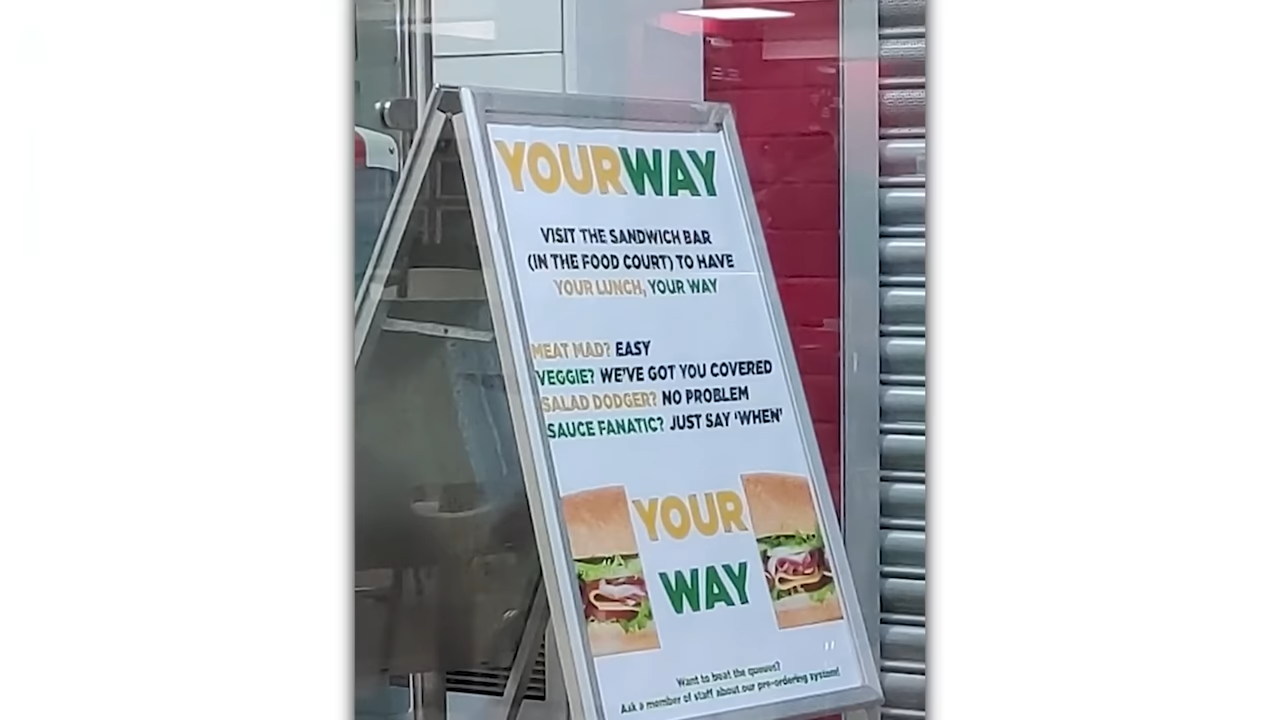 YOURWAY
VISIT THE SANDWICH BAR
(IN THE FOOD COURT) TO HAVE
YOUR LUNCH, YOUR WAY
MEAT MAD? EASY
VEGGIE? WE'VE GOT YOU COVERED
SALAD DODGER? NO PROBLEM
SAUCE FANATIC? JUST SAY 'WHEN'
YOUR
WAY
Want to beat the queues?
Ask a member of staff about our pre-ordering system!